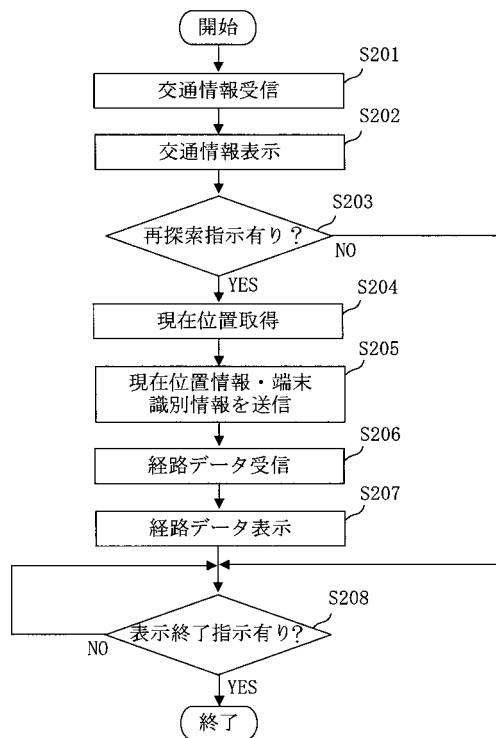 開始
S201
交通情報受信
S202
交通情報表示
S203
再探索指示有り？
NO
YES
S204
現在位置取得
S205
現在位置情報・端末
識別情報を送信
S206
経路データ受信
S207
経路データ表示
S208
表示終了指示有り？
NO
YES
終了